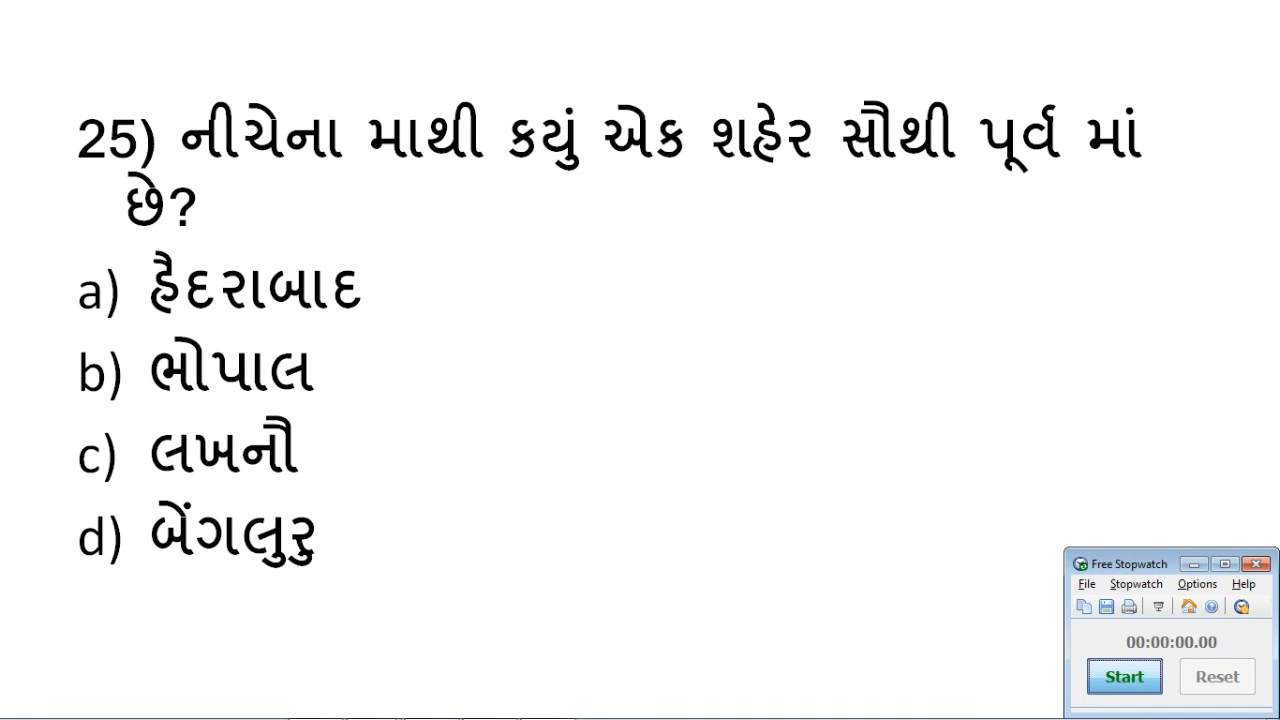 25) નીચેના માથી કયું એક શહેર સૌથી પૂર્વ માં
છે?
a) હૈદરાબાદ
b) ભોપાલ
c) લખનૌ
d) બેંગલુરુ
Free Stopwatch
File Stopwatch Options Help
00:00:00.00
Start Reset